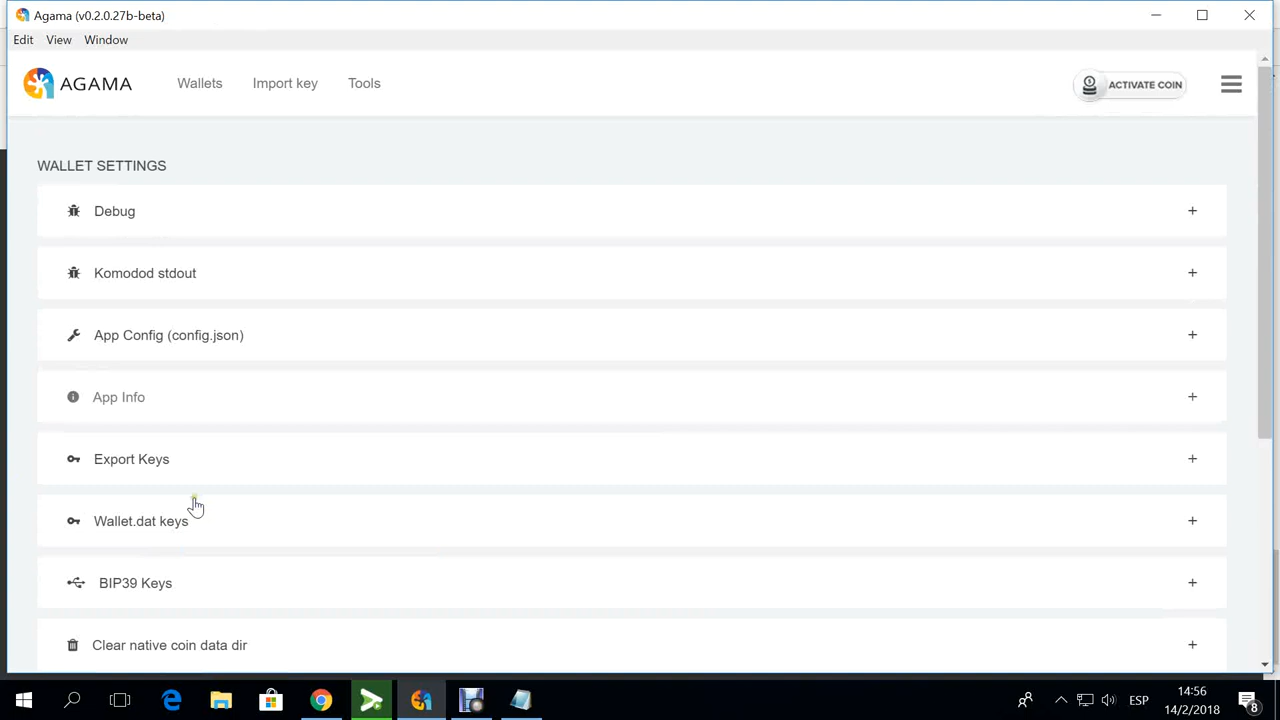 Agama (v0.2.0.27b-beta)
Edit View Window
AGAMA Wallets Import key Tools ACTIVATE COIN
WALLET SETTINGS
Debug +
Komodod stdout +
App Config (config.json) +
App Info +
Export Keys +
Wallet.dat keys +
BIP39 Keys +
Clear native coin data dir +
ESP 14:56
14/2/2018
8